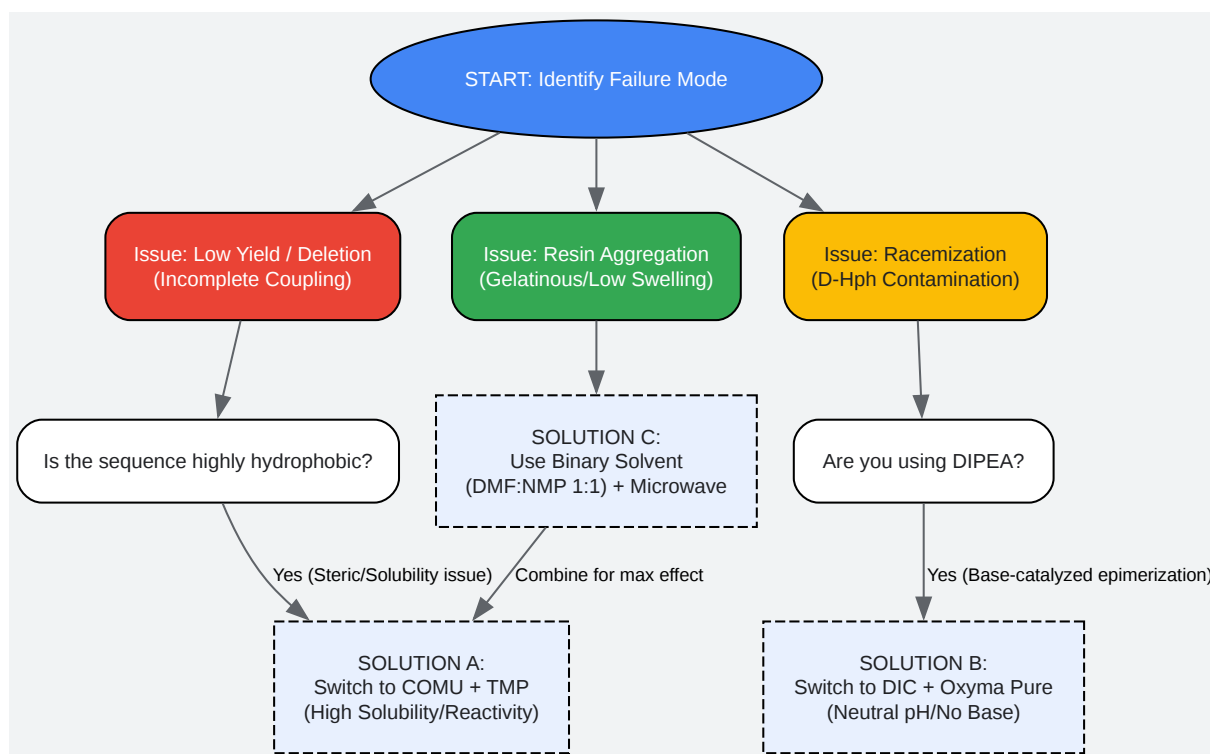 START: Identify Failure Mode
Issue: Low Yield / Deletion
(Incomplete Coupling)
Issue: Resin Aggregation
(Gelatinous/Low Swelling)
Issue: Racemization
(D-Hph Contamination)
Is the sequence highly hydrophobic?
SOLUTION C:
Use Binary Solvent
(DMF:NMP 1:1) + Microwave
Are you using DIPEA?
Yes (Steric/Solubility issue)
Combine for max effect
Yes (Base-catalyzed epimerization)
SOLUTION A:
Switch to COMU + TMP
(High Solubility/Reactivity)
SOLUTION B:
Switch to DIC + Oxyma Pure
(Neutral pH/No Base)